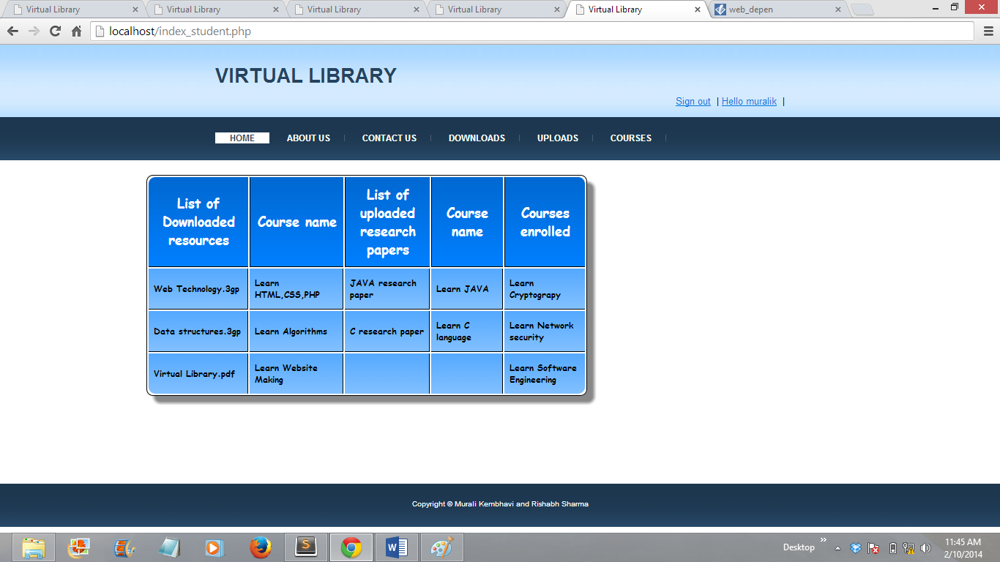 Virtual Library Virtual Library Virtual Library Virtual Library Virtual Library web_depen
localhost/index_student.php
VIRTUAL LIBRARY
Sign out | Hello muralik |
HOME ABOUT US CONTACT US DOWNLOADS UPLOADS COURSES
List of
Downloaded
resources
Course name
List of
uploaded
research
papers
Course
name
Courses
enrolled
Web Technology.3gp
Learn
HTML,CSS,PHP
JAVA research
paper
Learn JAVA
Learn
Cryptograpy
Data structures.3gp
Learn Algorithms
C research paper
Learn C
language
Learn Network
security
Virtual Library.pdf
Learn Website
Making
Learn Software
Engineering
Copyright © Murali Kembhavi and Rishabh Sharma
Desktop
11:45 AM
2/10/2014